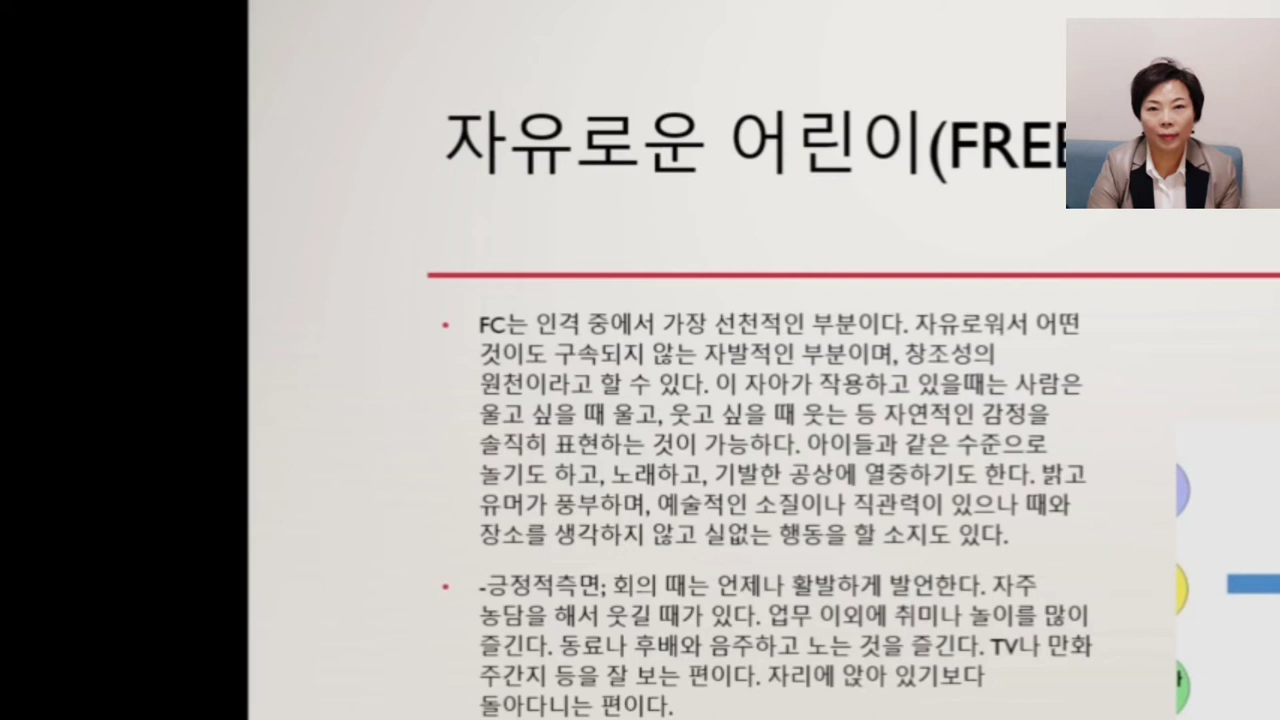 자유로운 어린이(FREE
FC는 인격 중에서 가장 선천적인 부분이다. 자유로워서 어떤
것이도 구속되지 않는 자발적인 부분이며, 창조성의
원천이라고 할 수 있다. 이 자아가 작용하고 있을때는 사람은
울고 싶을 때 울고, 웃고 싶을 때 웃는 등 자연적인 감정을
솔직히 표현하는 것이 가능하다. 아이들과 같은 수준으로
놀기도 하고, 노래하고, 기발한 공상에 열중하기도 한다. 밝고
유머가 풍부하며, 예술적인 소질이나 직관력이 있으나 때와
장소를 생각하지 않고 실없는 행동을 할 소지도 있다.
-긍정적측면; 회의 때는 언제나 활발하게 발언한다. 자주
농담을 해서 웃길 때가 있다. 업무 이외에 취미나 놀이를 많이
즐긴다. 동료나 후배와 음주하고 노는 것을 즐긴다. TV나 만화
주간지 등을 잘 보는 편이다. 자리에 앉아 있기보다
돌아다니는 편이다.